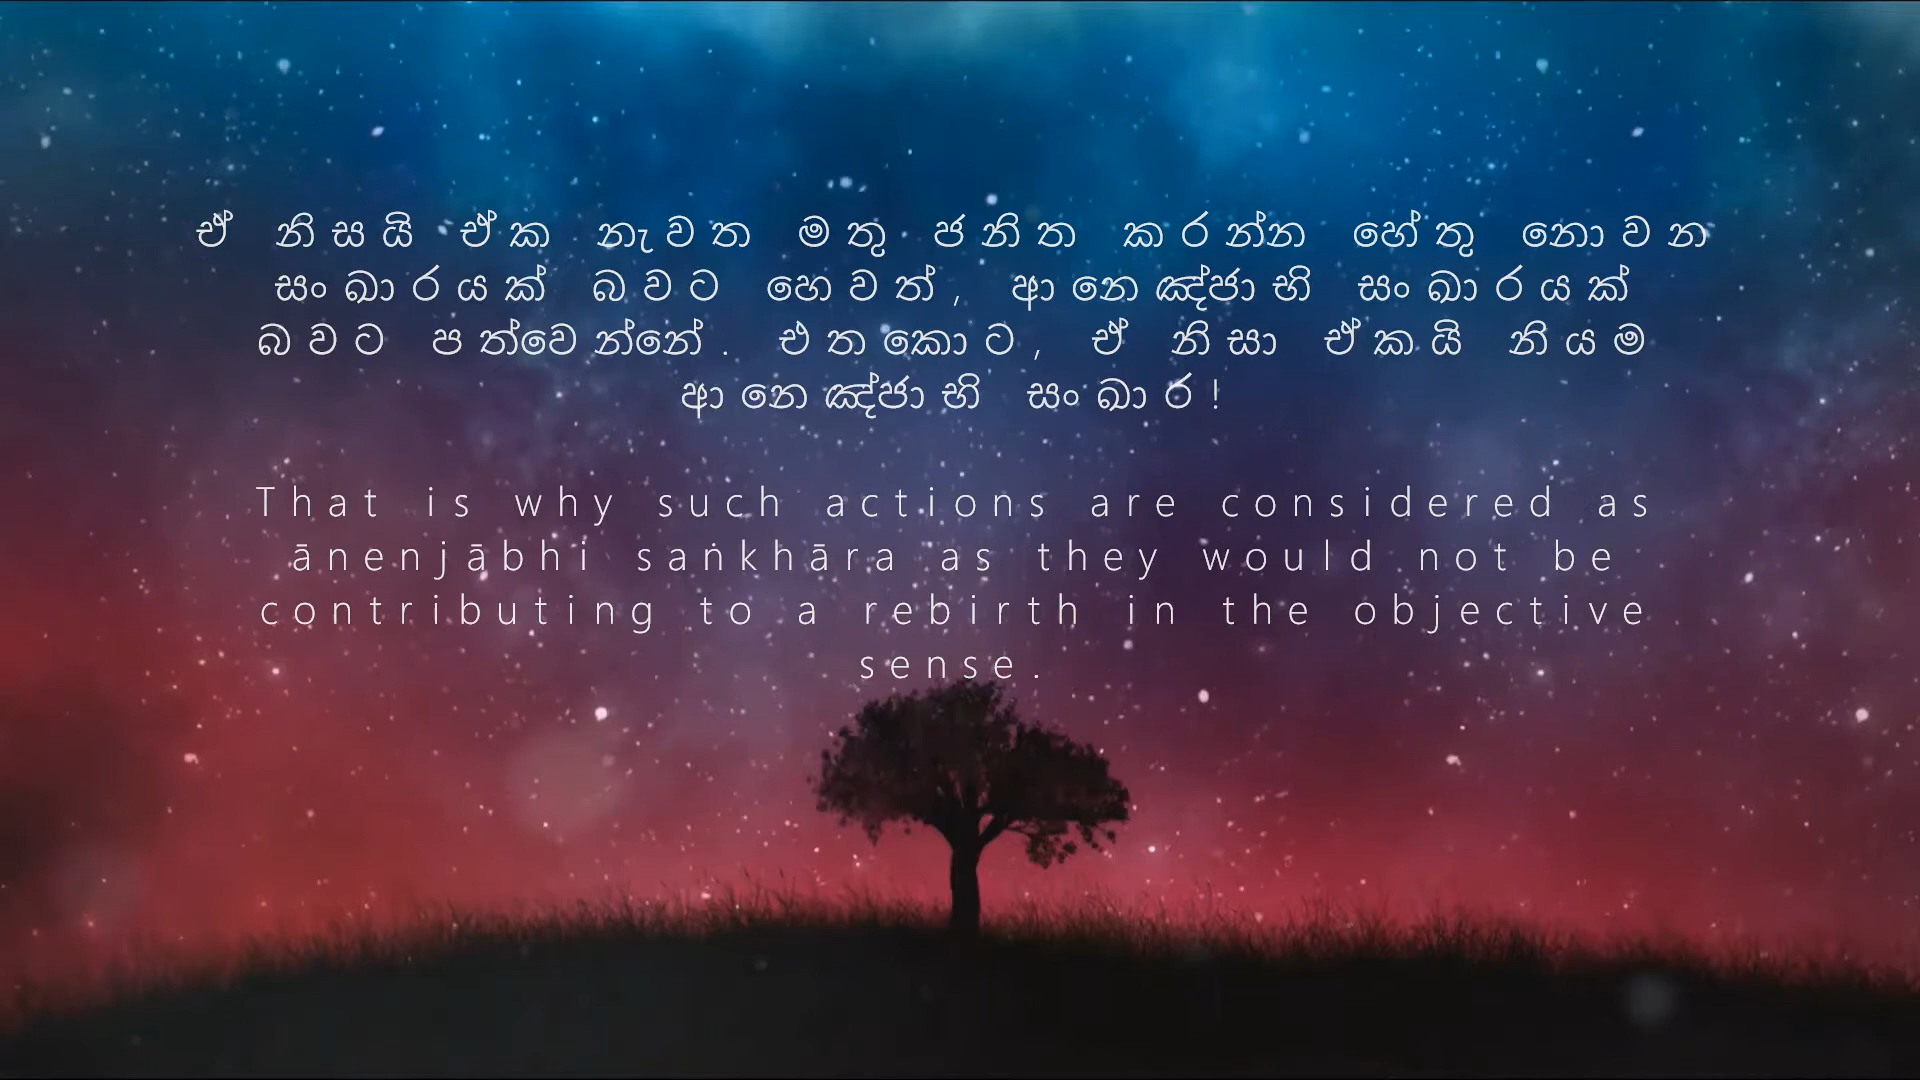 ඒ නිසයි ඒක නැවත මතු ජනිත කරන්න හේතු නොවන
සංඛාරයක් බවට හෙවත්, ආනෙඤ්ජාභි සංඛාරයක්
බවට පත්වෙන්නේ. එතකොට, ඒ නිසා ඒකයි නියම
ආනෙඤ්ජාභි සංඛාර!
That is why such actions are considered as
ānenjābhi saṅkhāra as they would not be
contributing to a rebirth in the objective
sense.